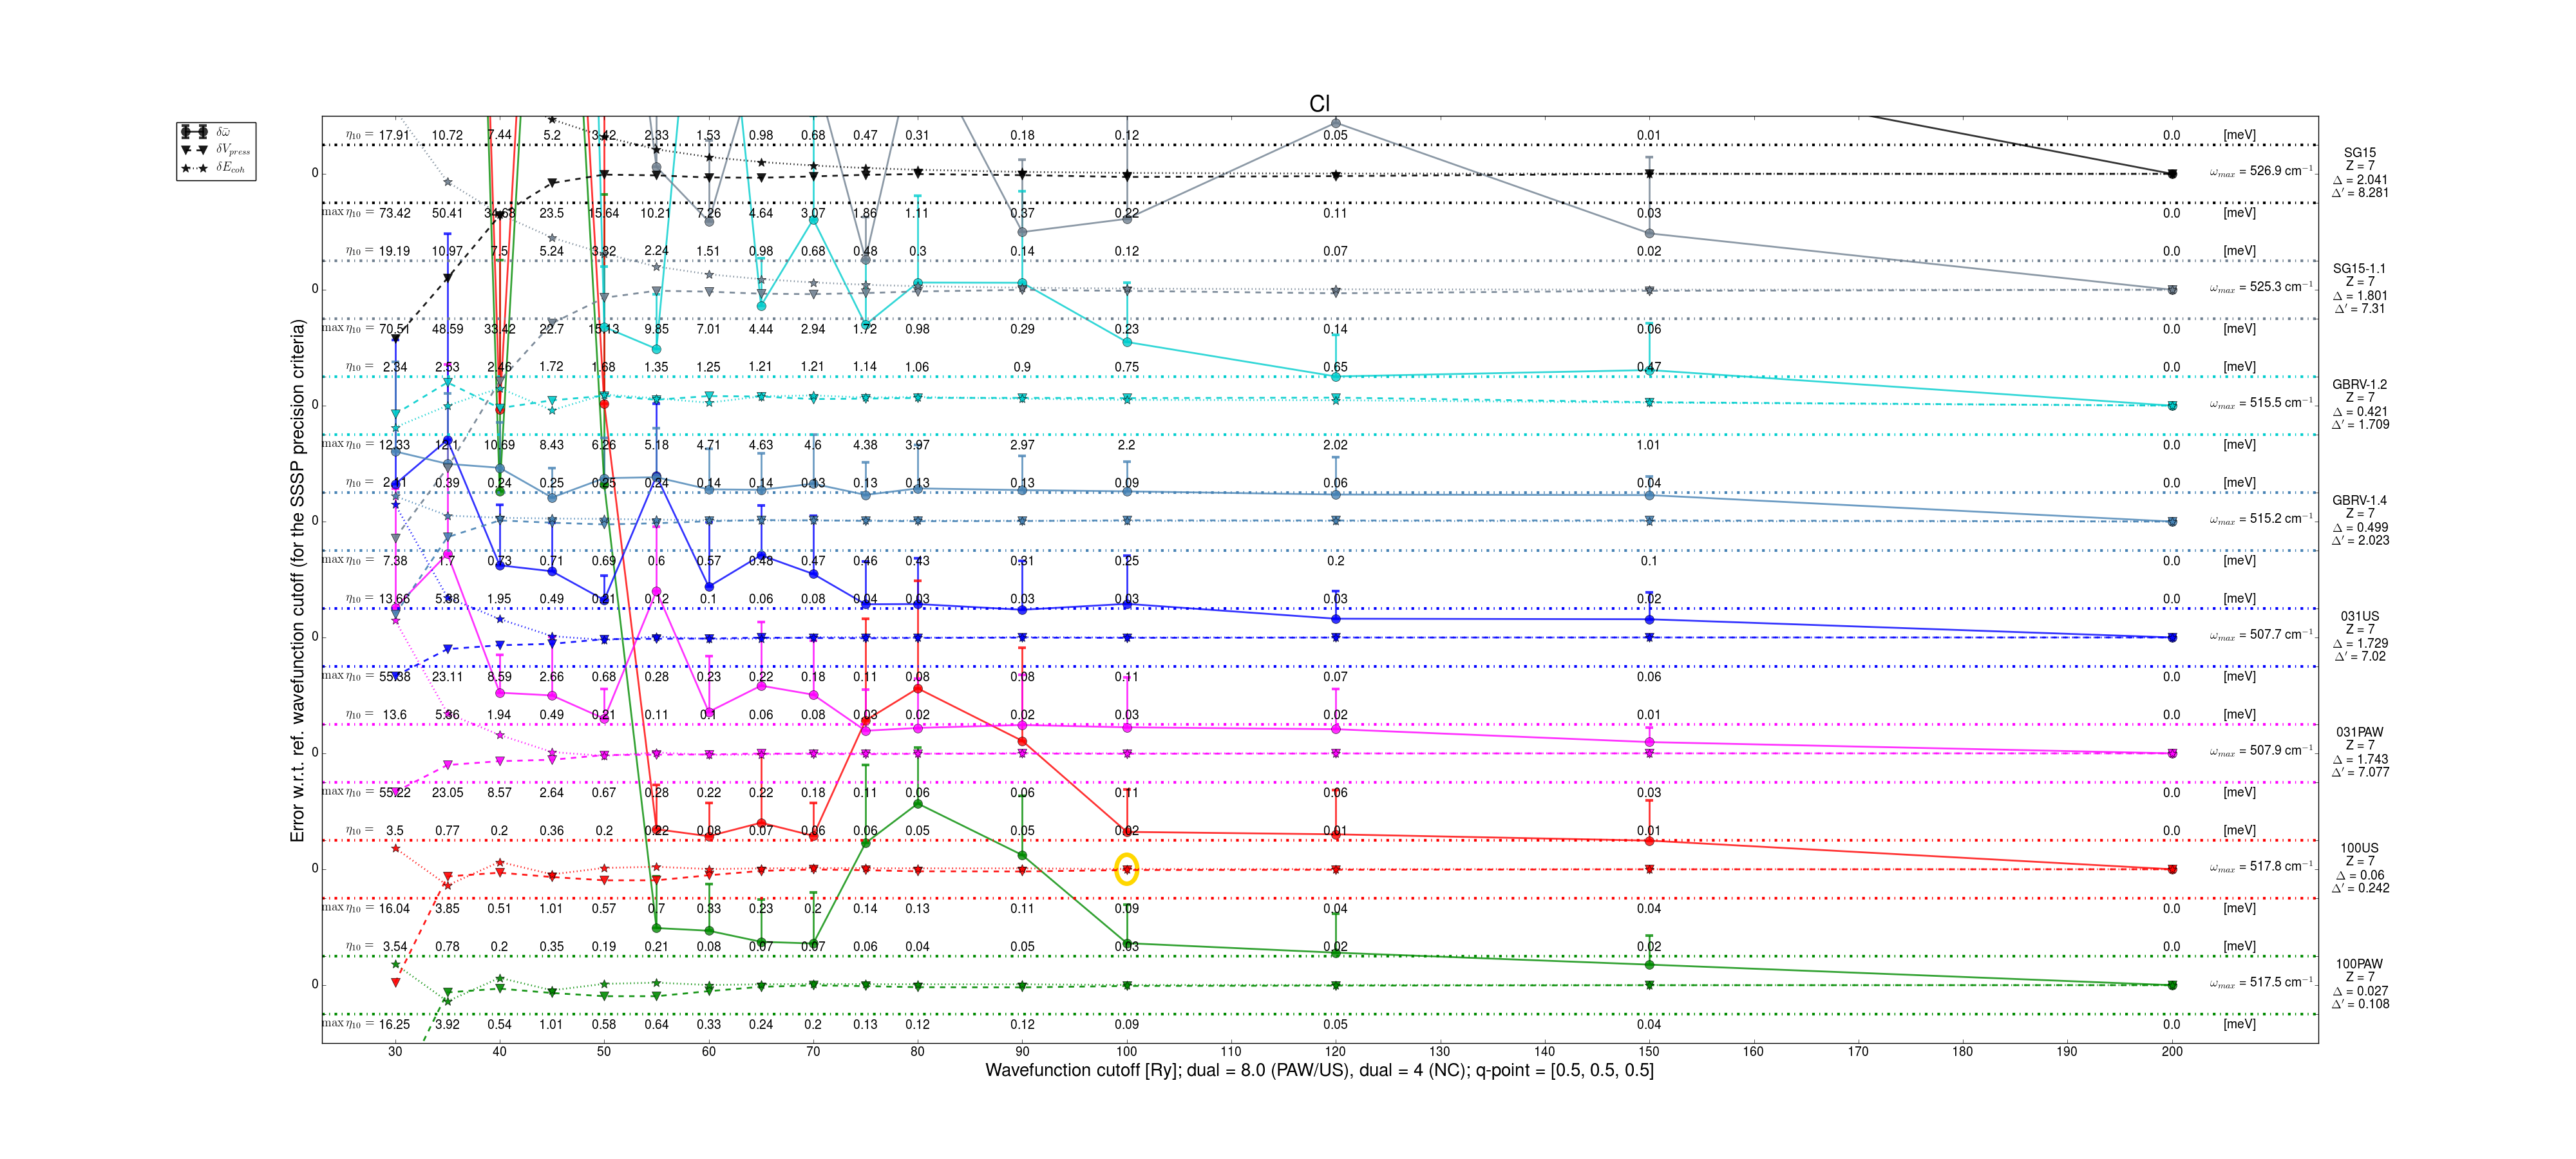 Cl
δω̄
δV_press
δE_coh
η₁₀ = 17.91 10.72 7.44 5.2 3.42 2.33 1.53 0.98 0.68 0.47 0.31 0.18 0.12 0.05 0.01 0.0 [meV]
0 ω_max = 526.9 cm⁻¹
SG15
Z = 7
Δ = 2.041
Δ′ = 8.281
max η₁₀ = 73.42 50.41 34.68 23.5 15.64 10.21 7.26 4.64 3.07 1.86 1.11 0.37 0.22 0.11 0.03 0.0 [meV]
η₁₀ = 19.19 10.97 7.5 5.24 3.32 2.24 1.51 0.98 0.68 0.48 0.3 0.14 0.12 0.07 0.02 0.0 [meV]
0 ω_max = 525.3 cm⁻¹
SG15-1.1
Z = 7
Δ = 1.801
Δ′ = 7.31
max η₁₀ = 70.51 48.59 33.42 22.7 15.13 9.85 7.01 4.44 2.94 1.72 0.98 0.29 0.23 0.14 0.06 0.0 [meV]
η₁₀ = 2.34 2.53 2.46 1.72 1.68 1.35 1.25 1.21 1.21 1.14 1.06 0.9 0.75 0.65 0.47 0.0 [meV]
0 ω_max = 515.5 cm⁻¹
GBRV-1.2
Z = 7
Δ = 0.421
Δ′ = 1.709
max η₁₀ = 12.33 12.1 10.69 8.43 6.26 5.18 4.71 4.63 4.6 4.38 3.97 2.97 2.2 2.02 1.01 0.0 [meV]
η₁₀ = 0.39 0.24 0.25 0.24 0.14 0.14 0.13 0.13 0.13 0.13 0.09 0.06 0.04 0.0 [meV]
0 ω_max = 515.2 cm⁻¹
GBRV-1.4
Z = 7
Δ = 0.499
Δ′ = 2.023
max η₁₀ = 7.38 1.7 0.73 0.71 0.69 0.6 0.57 0.48 0.47 0.46 0.43 0.31 0.25 0.2 0.1 0.0 [meV]
η₁₀ = 13.66 1.95 0.49 0.21 0.12 0.1 0.06 0.08 0.04 0.03 0.03 0.03 0.03 0.02 0.0 [meV]
0 ω_max = 507.7 cm⁻¹
031US
Z = 7
Δ = 1.729
Δ′ = 7.02
max η₁₀ = 55.38 23.11 8.59 2.66 0.68 0.28 0.23 0.22 0.18 0.11 0.08 0.08 0.11 0.07 0.06 0.0 [meV]
η₁₀ = 13.6 5.36 1.94 0.49 0.21 0.11 0.1 0.06 0.08 0.03 0.02 0.02 0.03 0.02 0.01 0.0 [meV]
0 ω_max = 507.9 cm⁻¹
031PAW
Z = 7
Δ = 1.743
Δ′ = 7.077
max η₁₀ = 55.22 23.05 8.57 2.64 0.67 0.28 0.22 0.22 0.18 0.11 0.06 0.06 0.11 0.06 0.03 0.0 [meV]
η₁₀ = 3.5 0.77 0.2 0.36 0.2 0.22 0.08 0.07 0.06 0.06 0.05 0.05 0.02 0.01 0.01 0.0 [meV]
0 ω_max = 517.8 cm⁻¹
100US
Z = 7
Δ = 0.06
Δ′ = 0.242
max η₁₀ = 16.04 3.85 0.51 1.01 0.57 0.7 0.33 0.23 0.2 0.14 0.13 0.11 0.09 0.04 0.04 0.0 [meV]
η₁₀ = 3.54 0.78 0.2 0.35 0.19 0.21 0.08 0.07 0.07 0.06 0.04 0.05 0.03 0.02 0.02 0.0 [meV]
0 ω_max = 517.5 cm⁻¹
100PAW
Z = 7
Δ = 0.027
Δ′ = 0.108
max η₁₀ = 16.25 3.92 0.54 1.01 0.58 0.64 0.33 0.24 0.2 0.13 0.12 0.12 0.09 0.05 0.04 0.0 [meV]
30 40 50 60 70 80 90 100 110 120 130 140 150 160 170 180 190 200
Wavefunction cutoff [Ry]; dual = 8.0 (PAW/US), dual = 4 (NC); q-point = [0.5, 0.5, 0.5]
Error w.r.t. ref. wavefunction cutoff (for the SSSP precision criteria)